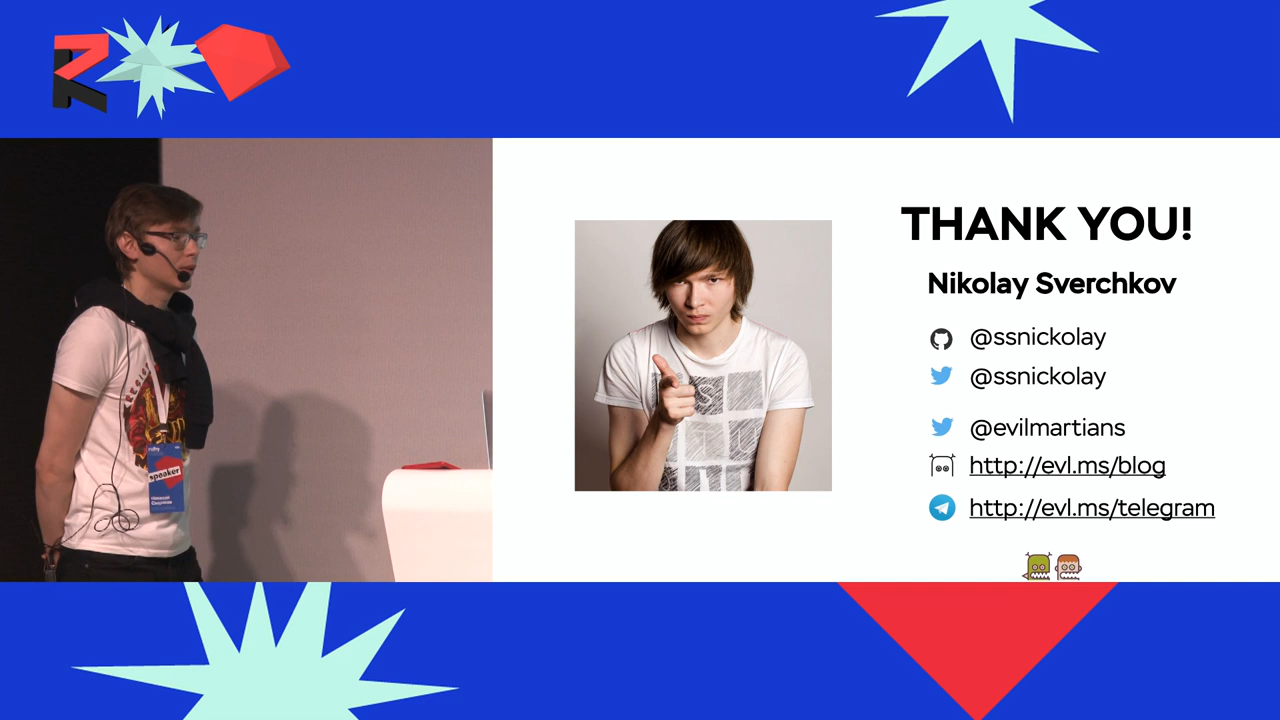 THANK YOU!
Nikolay Sverchkov
@ssnickolay
@ssnickolay
@evilmartians
http://evl.ms/blog
http://evl.ms/telegram
speaker